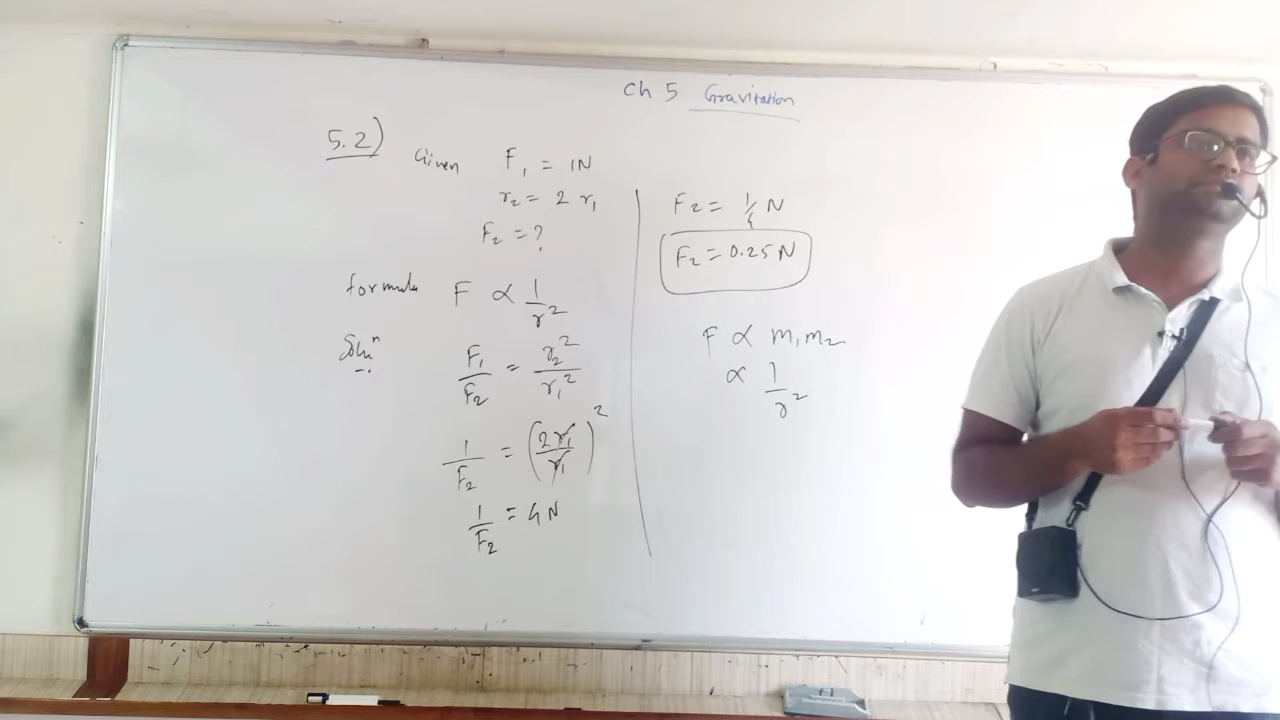 Ch 5 Gravitation
5.2) Given F₁ = 1N
r₂ = 2 r₁
F₂ = ?
formula F ∝ 1/r²
Solⁿ F₁/F₂ = r₂²/r₁²
1/F₂ = (2r₁/r₁)²
1/F₂ = 4N
F₂ = 1/4 N
F₂ = 0.25 N
F ∝ m₁m₂
∝ 1/r²